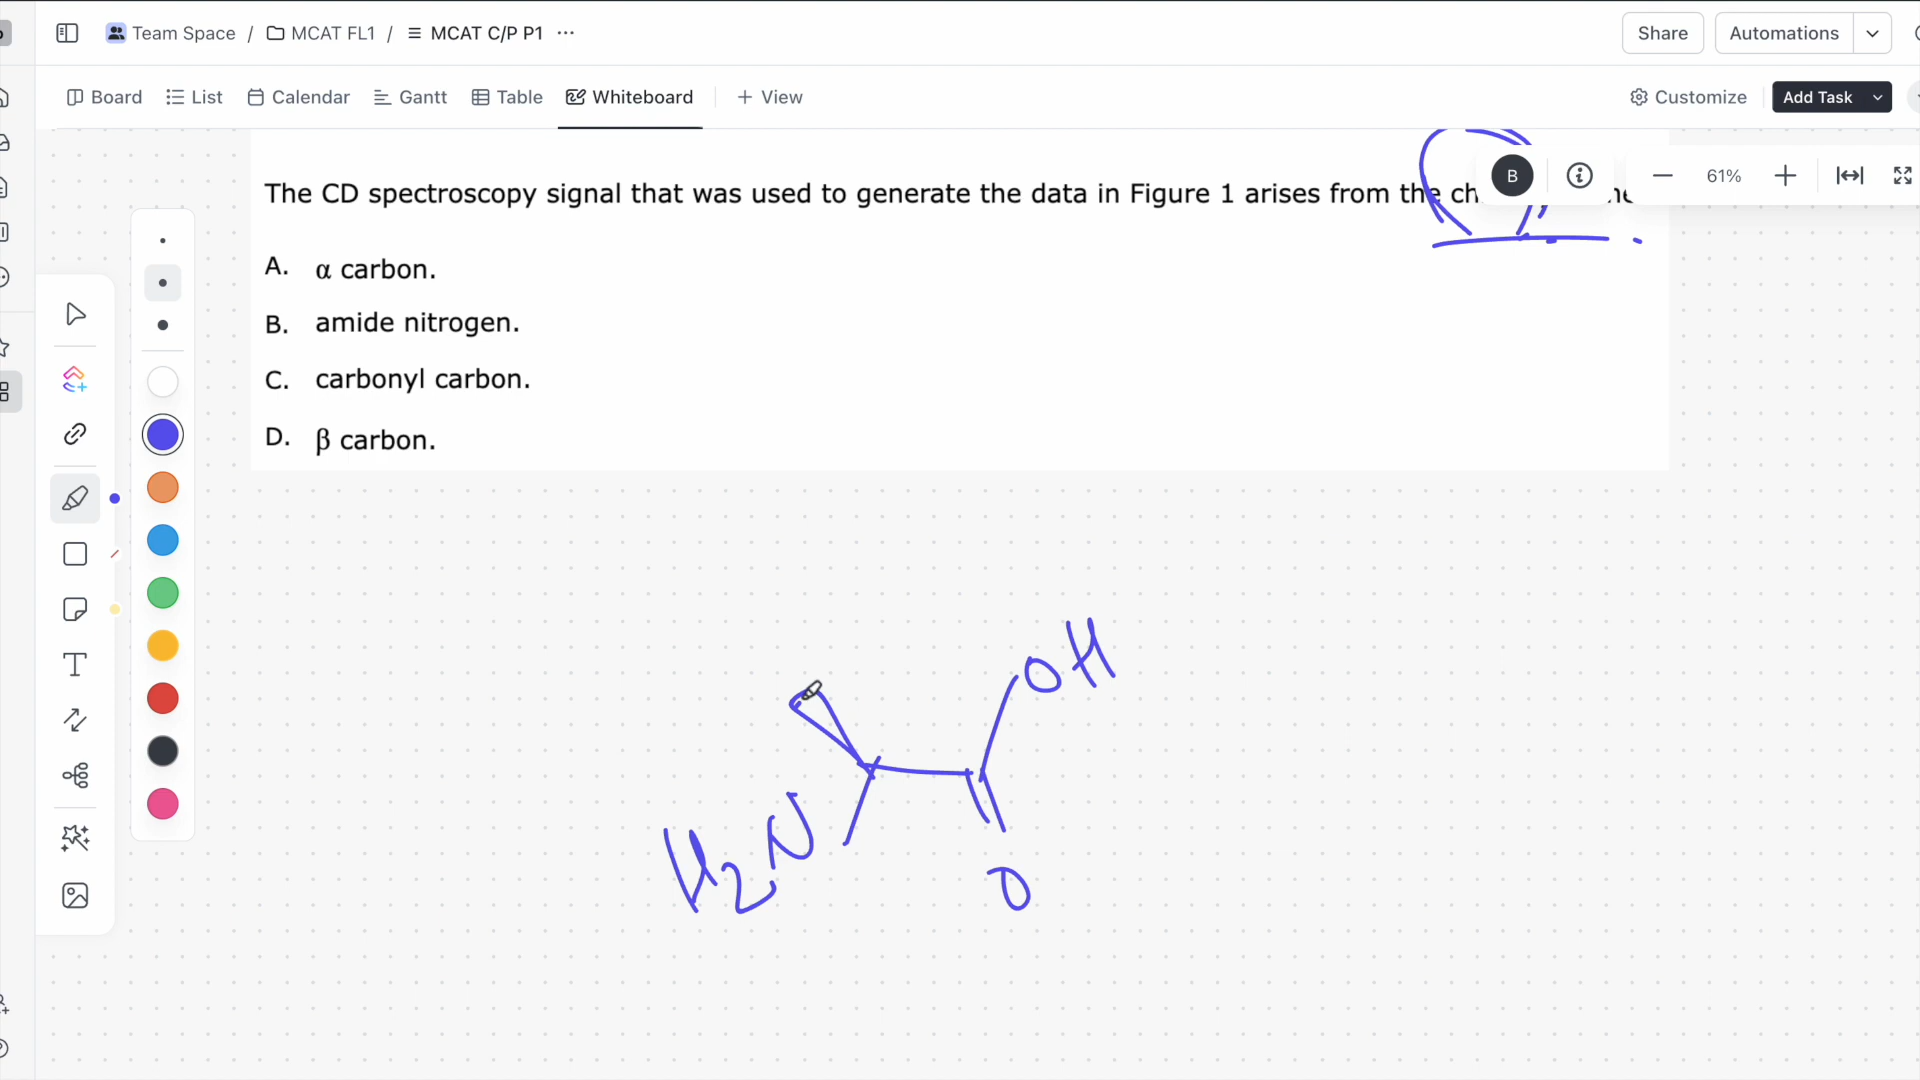 Team Space / MCAT FL1 / MCAT C/P P1
Share
Automations
Board
List
Calendar
Gantt
Table
Whiteboard
+ View
Customize
Add Task
B
61%
The CD spectroscopy signal that was used to generate the data in Figure 1 arises from the
A. α carbon.
B. amide nitrogen.
C. carbonyl carbon.
D. β carbon.
T
OH
H2N
O